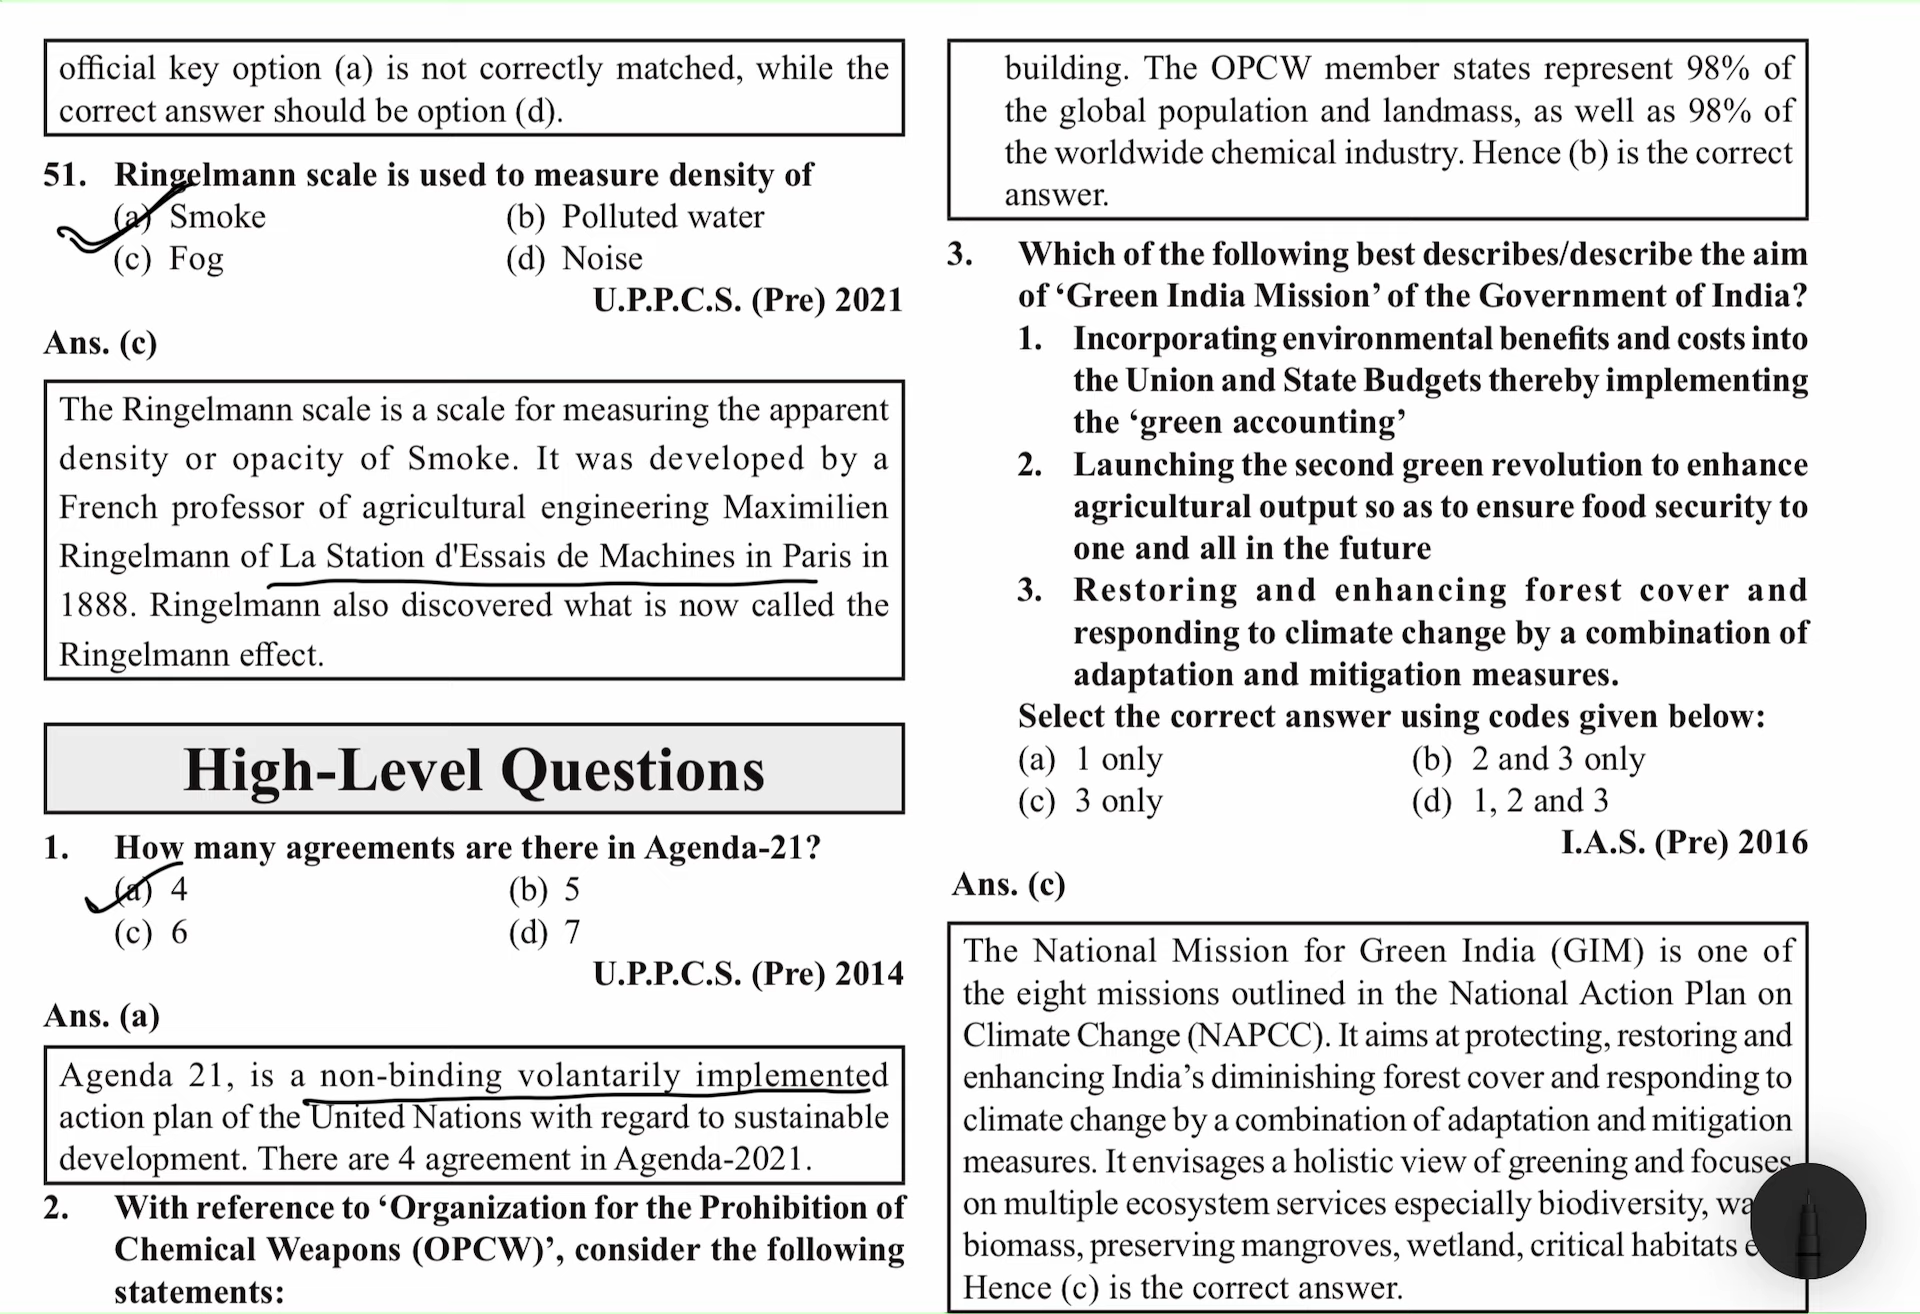 official key option (a) is not correctly matched, while the
correct answer should be option (d).
51. Ringelmann scale is used to measure density of
(a) Smoke (b) Polluted water
(c) Fog (d) Noise
U.P.P.C.S. (Pre) 2021
Ans. (c)
The Ringelmann scale is a scale for measuring the apparent
density or opacity of Smoke. It was developed by a
French professor of agricultural engineering Maximilien
Ringelmann of La Station d'Essais de Machines in Paris in
1888. Ringelmann also discovered what is now called the
Ringelmann effect.
High-Level Questions
1. How many agreements are there in Agenda-21?
(a) 4 (b) 5
(c) 6 (d) 7
U.P.P.C.S. (Pre) 2014
Ans. (a)
Agenda 21, is a non-binding volantarily implemented
action plan of the United Nations with regard to sustainable
development. There are 4 agreement in Agenda-2021.
2. With reference to ‘Organization for the Prohibition of
Chemical Weapons (OPCW)’, consider the following
statements:
building. The OPCW member states represent 98% of
the global population and landmass, as well as 98% of
the worldwide chemical industry. Hence (b) is the correct
answer.
3. Which of the following best describes/describe the aim
of ‘Green India Mission’ of the Government of India?
1. Incorporating environmental benefits and costs into
the Union and State Budgets thereby implementing
the ‘green accounting’
2. Launching the second green revolution to enhance
agricultural output so as to ensure food security to
one and all in the future
3. Restoring and enhancing forest cover and
responding to climate change by a combination of
adaptation and mitigation measures.
Select the correct answer using codes given below:
(a) 1 only (b) 2 and 3 only
(c) 3 only (d) 1, 2 and 3
I.A.S. (Pre) 2016
Ans. (c)
The National Mission for Green India (GIM) is one of
the eight missions outlined in the National Action Plan on
Climate Change (NAPCC). It aims at protecting, restoring and
enhancing India’s diminishing forest cover and responding to
climate change by a combination of adaptation and mitigation
measures. It envisages a holistic view of greening and focuses
on multiple ecosystem services especially biodiversity,
biomass, preserving mangroves, wetland, critical habitats
Hence (c) is the correct answer.